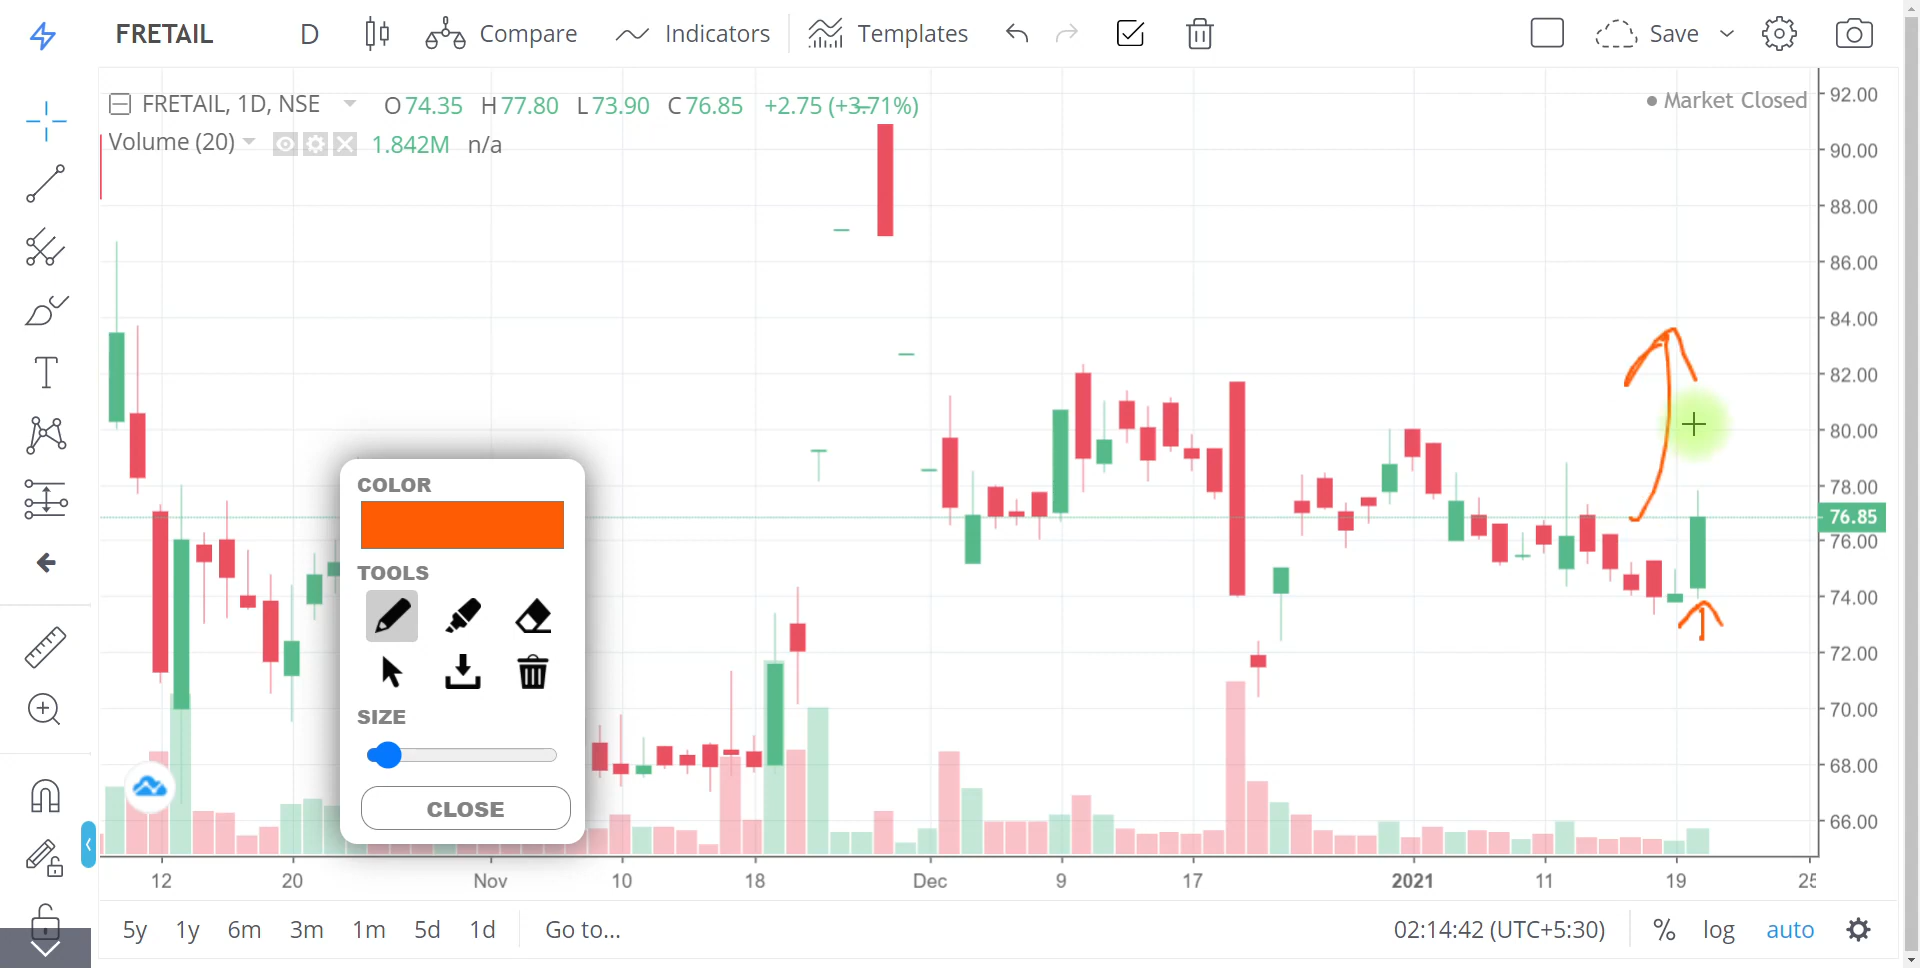 FRETAIL D Compare Indicators Templates Save
FRETAIL, 1D, NSE O 74.35 H 77.80 L 73.90 C 76.85 +2.75 (+3.71%)
Market Closed
Volume (20) 1.842M n/a
92.00
90.00
88.00
86.00
84.00
82.00
80.00
78.00
76.85
76.00
74.00
72.00
70.00
68.00
66.00
COLOR
TOOLS
SIZE
CLOSE
12 20 Nov 10 18 Dec 9 17 2021 11 19 25
5y 1y 6m 3m 1m 5d 1d Go to... 02:14:42 (UTC+5:30) % log auto